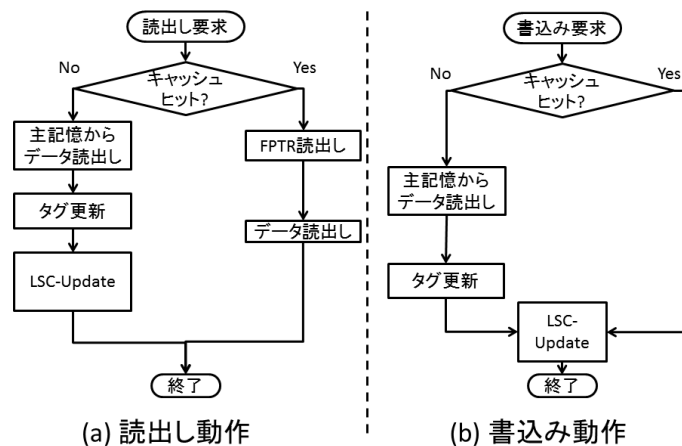 読出し要求
No
Yes
キャッシュ
ヒット?
主記憶から
データ読出し
FPTR読出し
タグ更新
データ読出し
LSC-Update
終了
(a) 読出し動作
書込み要求
No
Yes
キャッシュ
ヒット?
主記憶から
データ読出し
タグ更新
LSC-
Update
終了
(b) 書込み動作